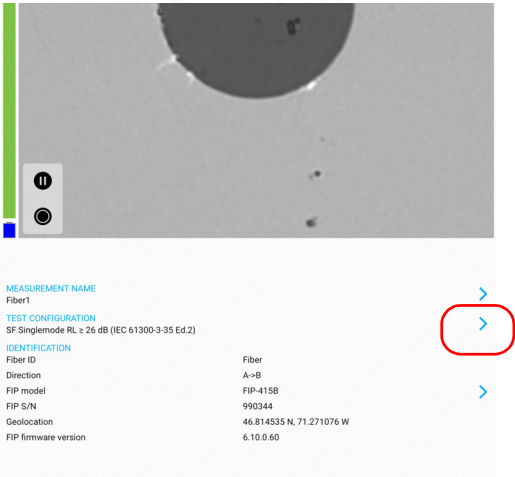 MEASUREMENT NAME
Fiber1
TEST CONFIGURATION
SF Singlemode RL ≥ 26 dB (IEC 61300-3-35 Ed.2)
IDENTIFICATION
Fiber ID Fiber
Direction A->B
FIP model FIP-415B
FIP S/N 990344
Geolocation 46.814535 N, 71.271076 W
FIP firmware version 6.10.0.60